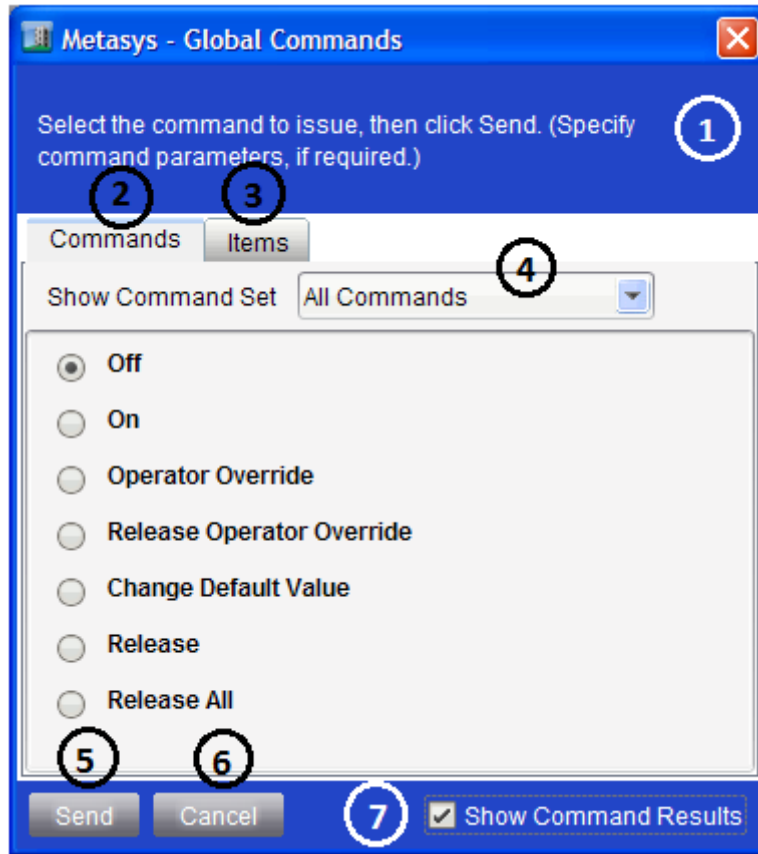 Metasys - Global Commands
Select the command to issue, then click Send. (Specify
command parameters, if required.)
1
2
3
Commands
Items
4
Show Command Set
All Commands
Off
On
Operator Override
Release Operator Override
Change Default Value
Release
Release All
5
6
Send
Cancel
7
Show Command Results